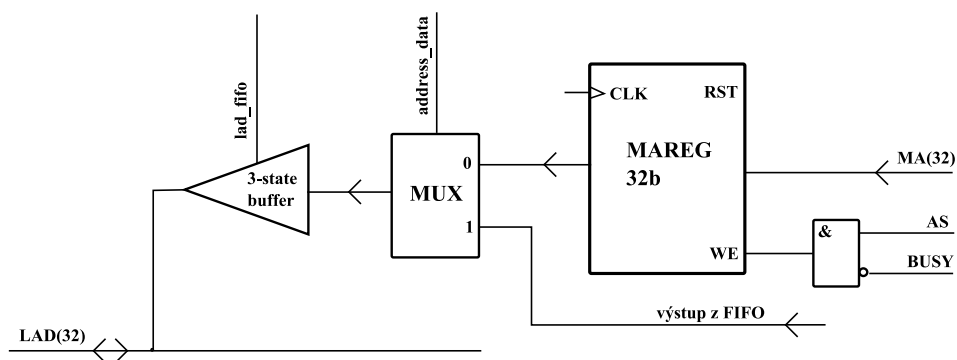 lad_fifo
address_data
CLK
RST
MAREG
32b
MA(32)
WE
&
AS
BUSY
0
MUX
1
3-state
buffer
výstup z FIFO
LAD(32)